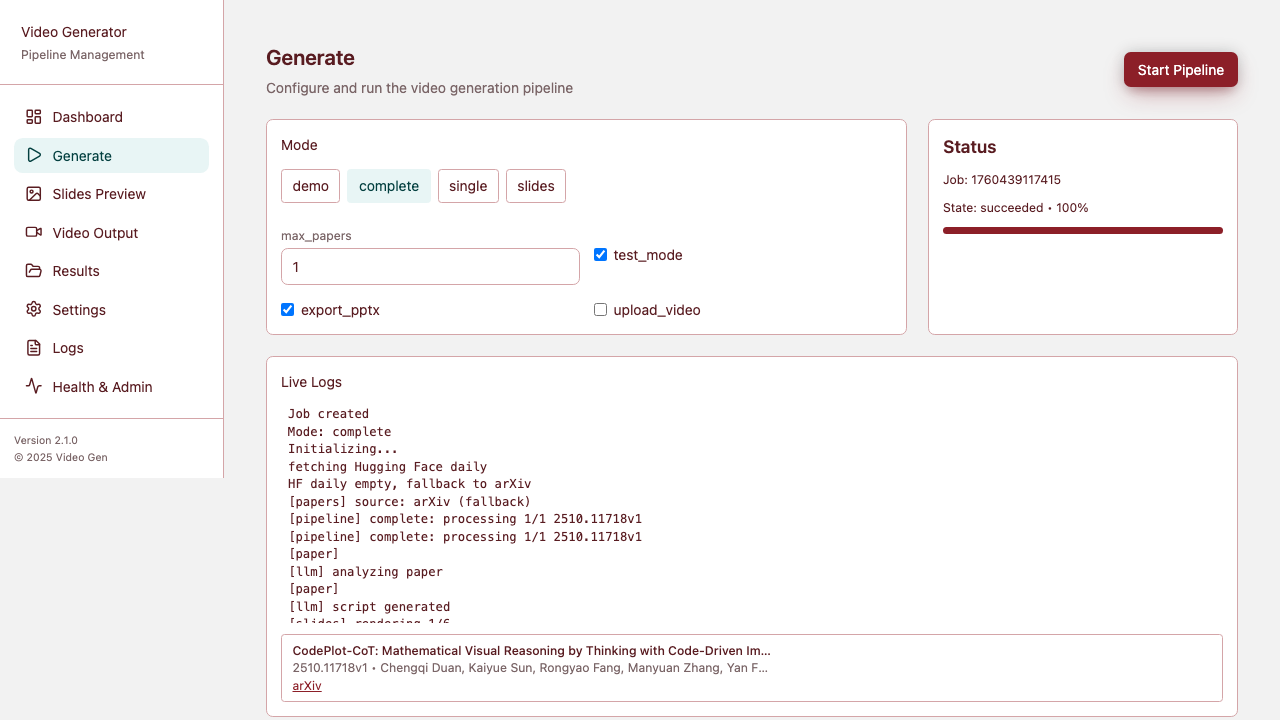 Video Generator
Pipeline Management
Dashboard
Generate
Slides Preview
Video Output
Results
Settings
Logs
Health & Admin
Version 2.1.0
© 2025 Video Gen
Generate
Configure and run the video generation pipeline
Start Pipeline
Mode
demo
complete
single
slides
max_papers
1
test_mode
export_pptx
upload_video
Status
Job: 1760439117415
State: succeeded • 100%
Live Logs
Job created
Mode: complete
Initializing...
fetching Hugging Face daily
HF daily empty, fallback to arXiv
[papers] source: arXiv (fallback)
[pipeline] complete: processing 1/1 2510.11718v1
[pipeline] complete: processing 1/1 2510.11718v1
[paper]
[llm] analyzing paper
[paper]
[llm] script generated
[slides] rendering 1/6
CodePlot-CoT: Mathematical Visual Reasoning by Thinking with Code-Driven Im...
2510.11718v1 • Chengqi Duan, Kaiyue Sun, Rongyao Fang, Manyuan Zhang, Yan F...
arXiv